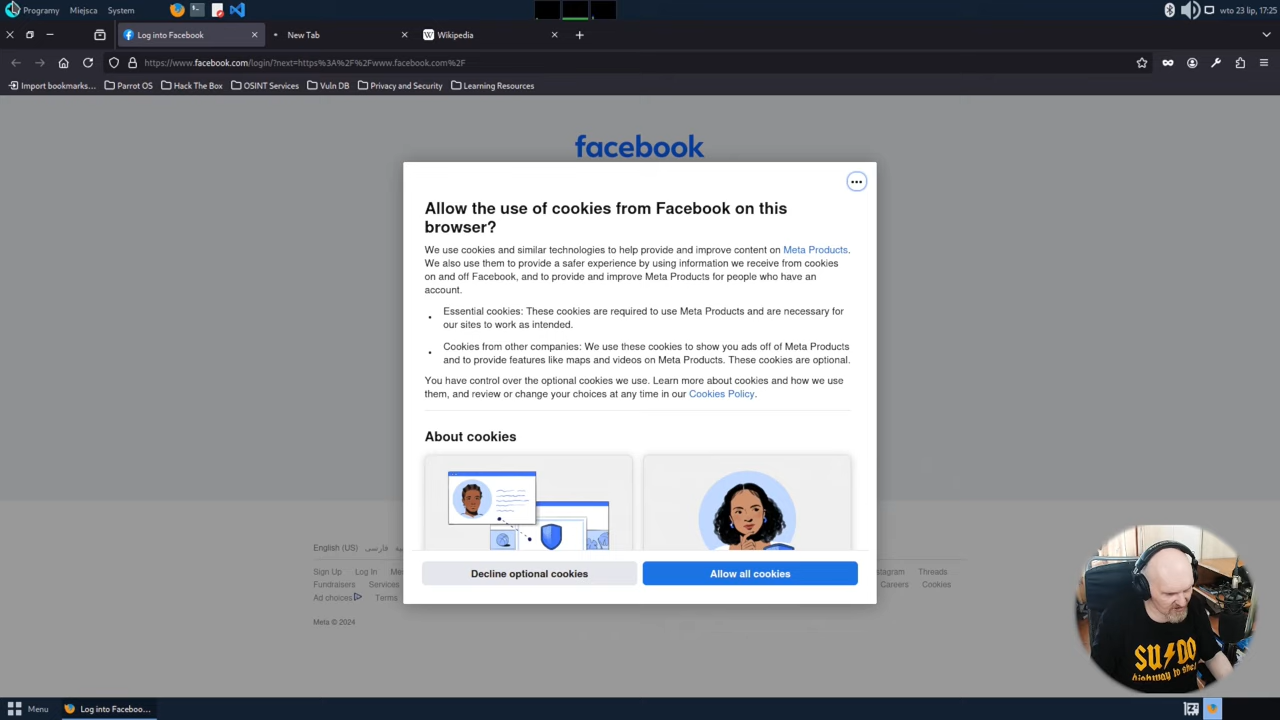 Programy Miejsca System wto 23 lip, 17:25
Log into Facebook New Tab Wikipedia
https://www.facebook.com/login/?next=https%3A%2F%2Fwww.facebook.com%2F
Import bookmarks... Parrot OS Hack The Box OSINT Services Vuln DB Privacy and Security Learning Resources
facebook
Allow the use of cookies from Facebook on this
browser?
We use cookies and similar technologies to help provide and improve content on Meta Products.
We also use them to provide a safer experience by using information we receive from cookies
on and off Facebook, and to provide and improve Meta Products for people who have an
account.
• Essential cookies: These cookies are required to use Meta Products and are necessary for
our sites to work as intended.
• Cookies from other companies: We use these cookies to show you ads off of Meta Products
and to provide features like maps and videos on Meta Products. These cookies are optional.
You have control over the optional cookies we use. Learn more about cookies and how we use
them, and review or change your choices at any time in our Cookies Policy.
About cookies
Decline optional cookies Allow all cookies
English (US) فارسی
Sign Up Log In Threads
Fundraisers Services Careers Cookies
Ad choices Terms
Meta © 2024
SU DO
highway to
Menu Log into Faceboo...